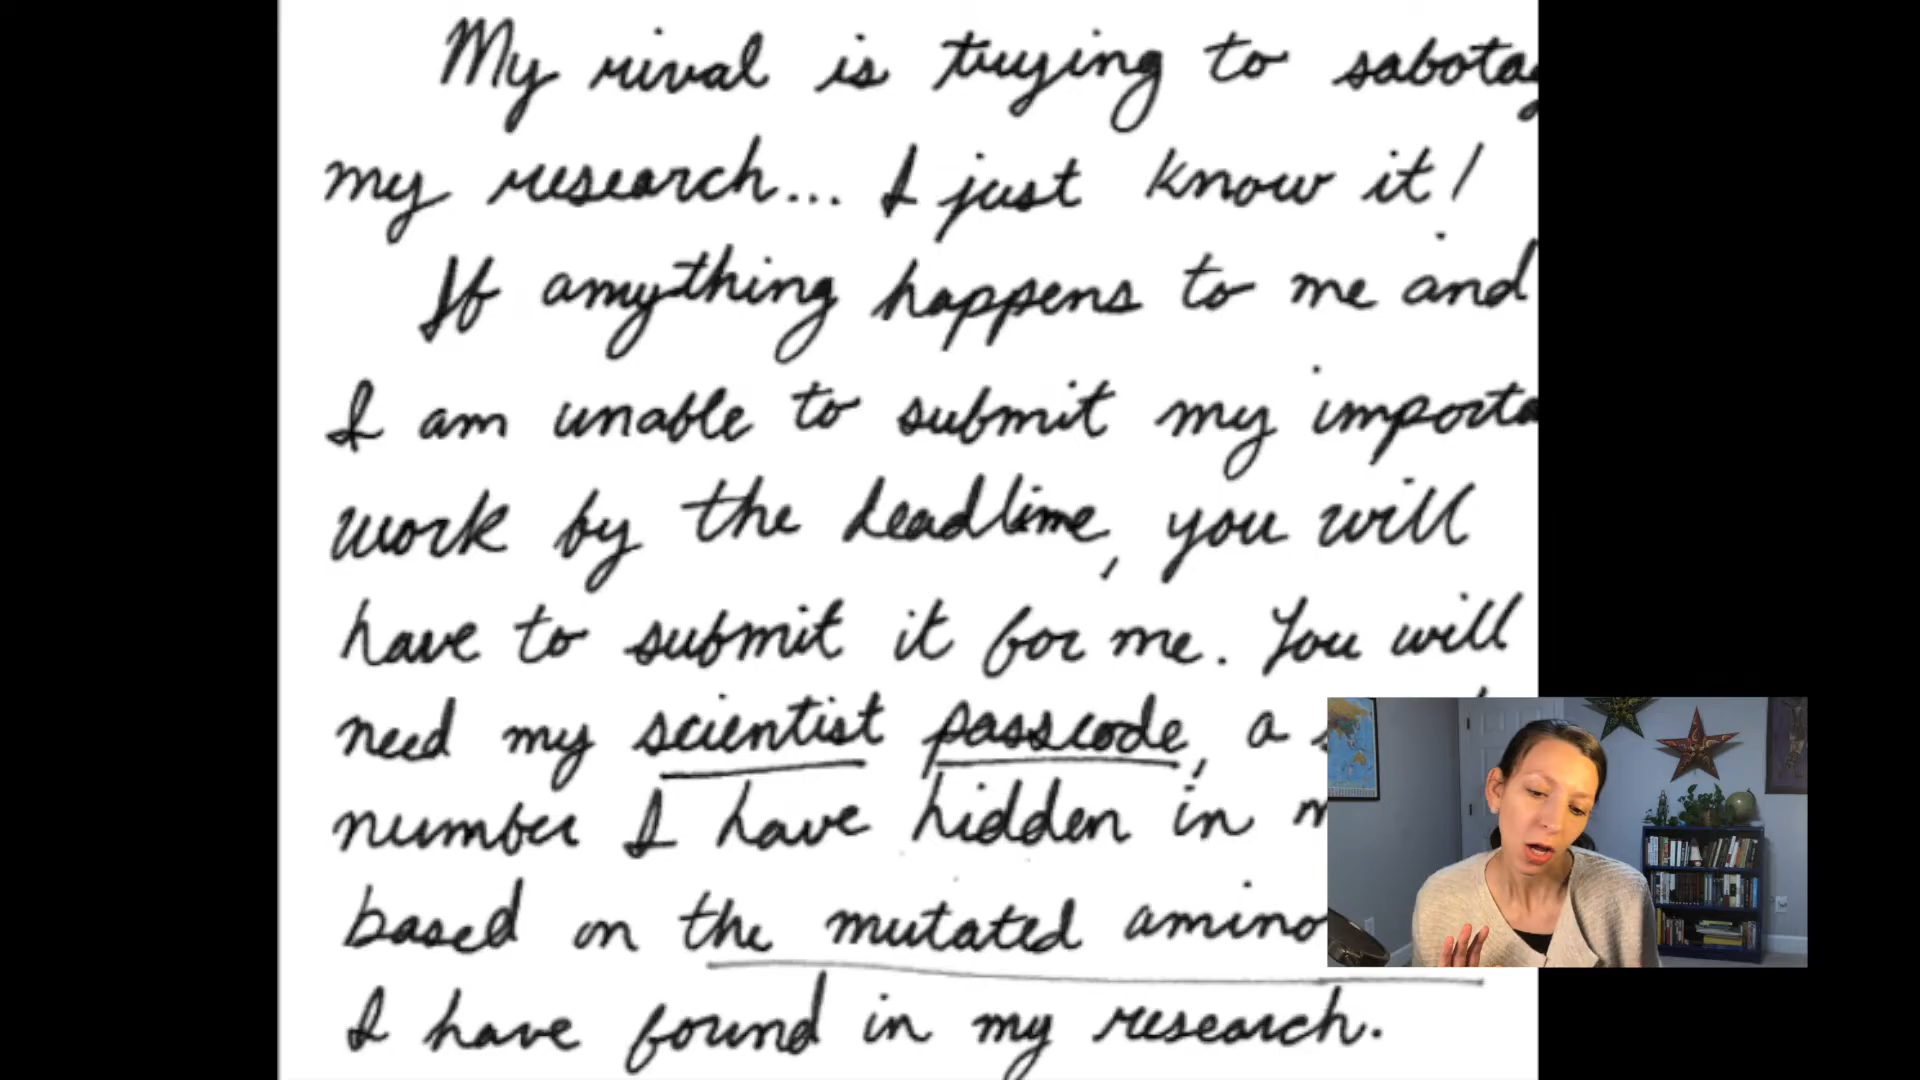 My rival is trying to
my research... I just know it!
If anything happens to me and
I am unable to submit my
work by the deadline, you will
have to submit it for me. You will
need my scientist passcode, a
number I have hidden in
based on the mutated amino
I have found in my research.